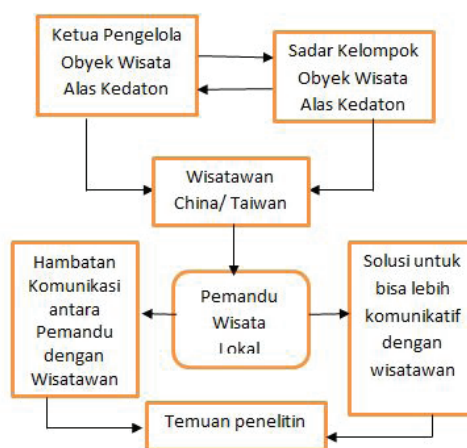 Ketua Pengelola
Obyek Wisata
Alas Kedaton
Sadar Kelompok
Obyek Wisata
Alas Kedaton
Wisatawan
China/ Taiwan
Hambatan
Komunikasi
antara
Pemandu
dengan
Wisatawan
Pemandu
Wisata
Lokal
Solusi untuk
bisa lebih
komunikatif
dengan
wisatawan
Temuan penelitin